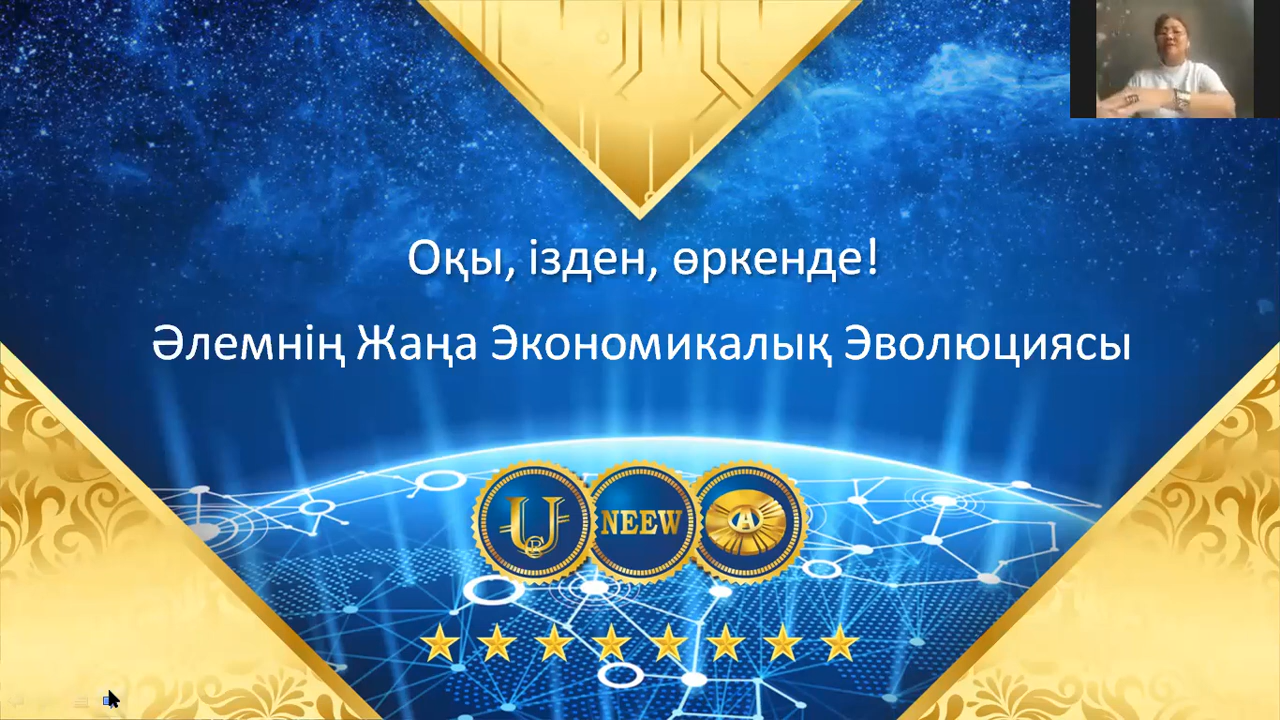 Оқы, ізден, өркенде!
Әлемнің Жаңа Экономикалық Эволюциясы
U
NEEW
A